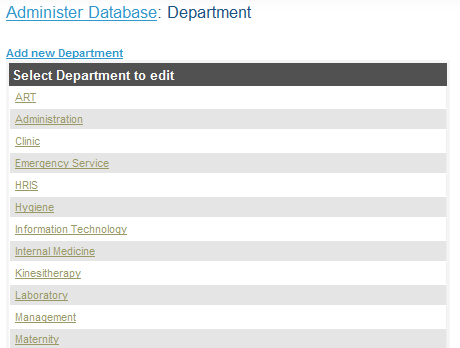 Administer Database: Department
Add new Department
Select Department to edit
ART
Administration
Clinic
Emergency Service
HRIS
Hygiene
Information Technology
Internal Medicine
Kinesitherapy
Laboratory
Management
Maternity